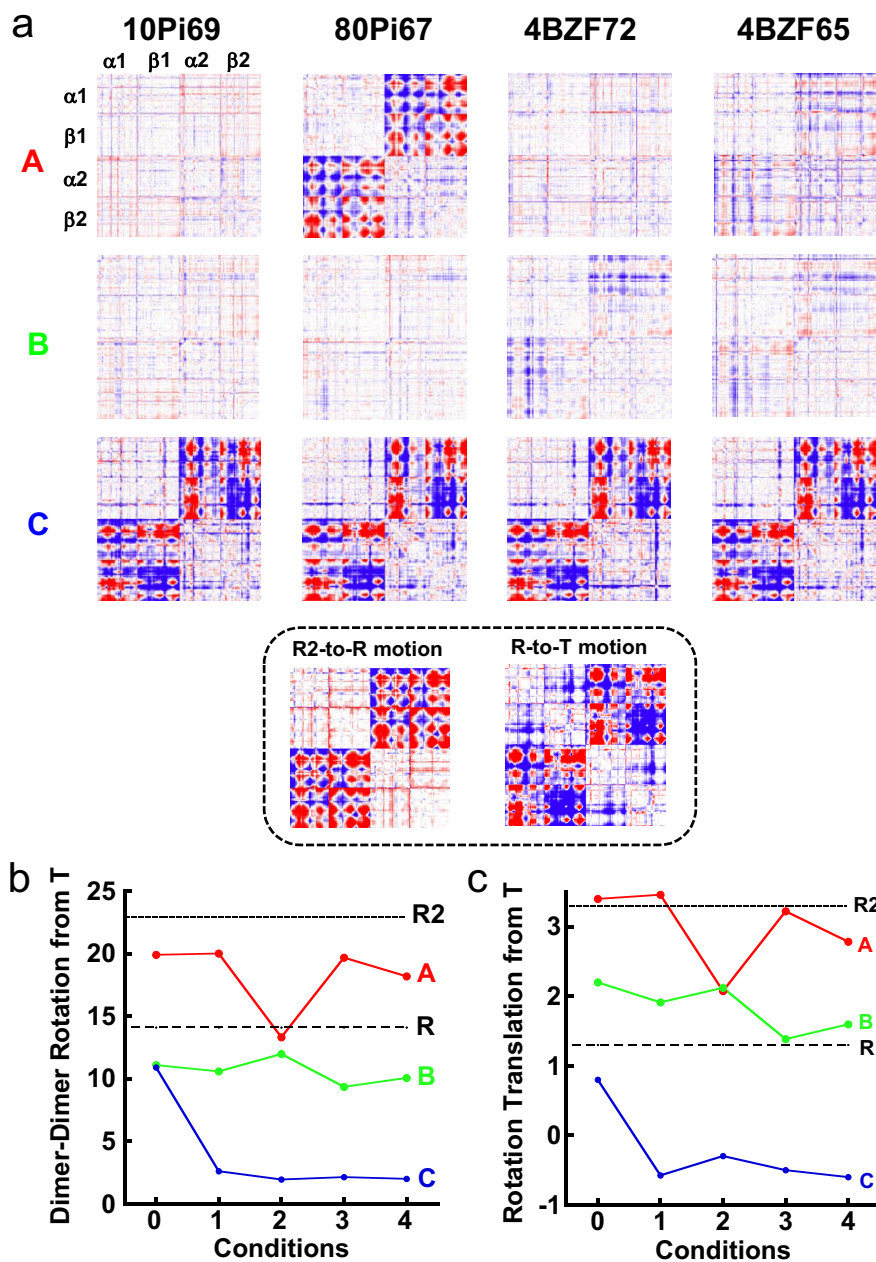 a
10Pi69 80Pi67 4BZF72 4BZF65
α1 β1 α2 β2
α1
β1
α2
β2
A
B
C
R2-to-R motion R-to-T motion
b
Dimer-Dimer Rotation from T
25
20
15
10
5
0
R2
A
R
B
C
0 1 2 3 4
Conditions
c
Rotation Translation from T
3
2
1
0
-1
R2
A
B
R
C
0 1 2 3 4
Conditions